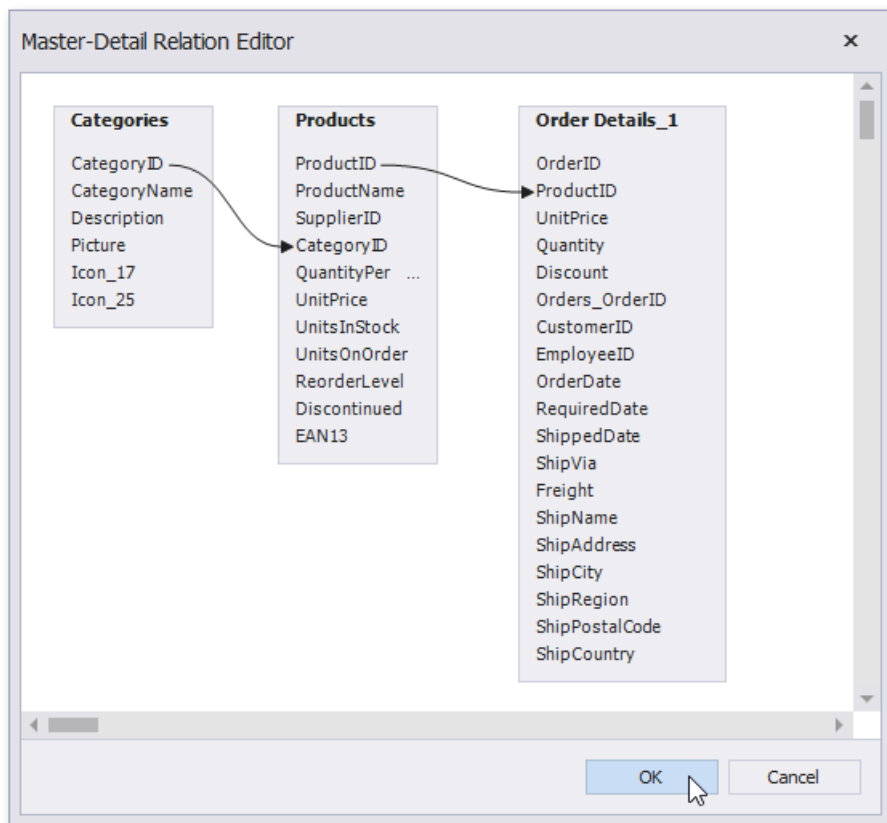 Master-Detail Relation Editor
Categories
CategoryID
CategoryName
Description
Picture
Icon_17
Icon_25
Products
ProductID
ProductName
SupplierID
CategoryID
QuantityPer ...
UnitPrice
UnitsInStock
UnitsOnOrder
ReorderLevel
Discontinued
EAN13
Order Details_1
OrderID
ProductID
UnitPrice
Quantity
Discount
Orders_OrderID
CustomerID
EmployeeID
OrderDate
RequiredDate
ShippedDate
ShipVia
Freight
ShipName
ShipAddress
ShipCity
ShipRegion
ShipPostalCode
ShipCountry
OK
Cancel